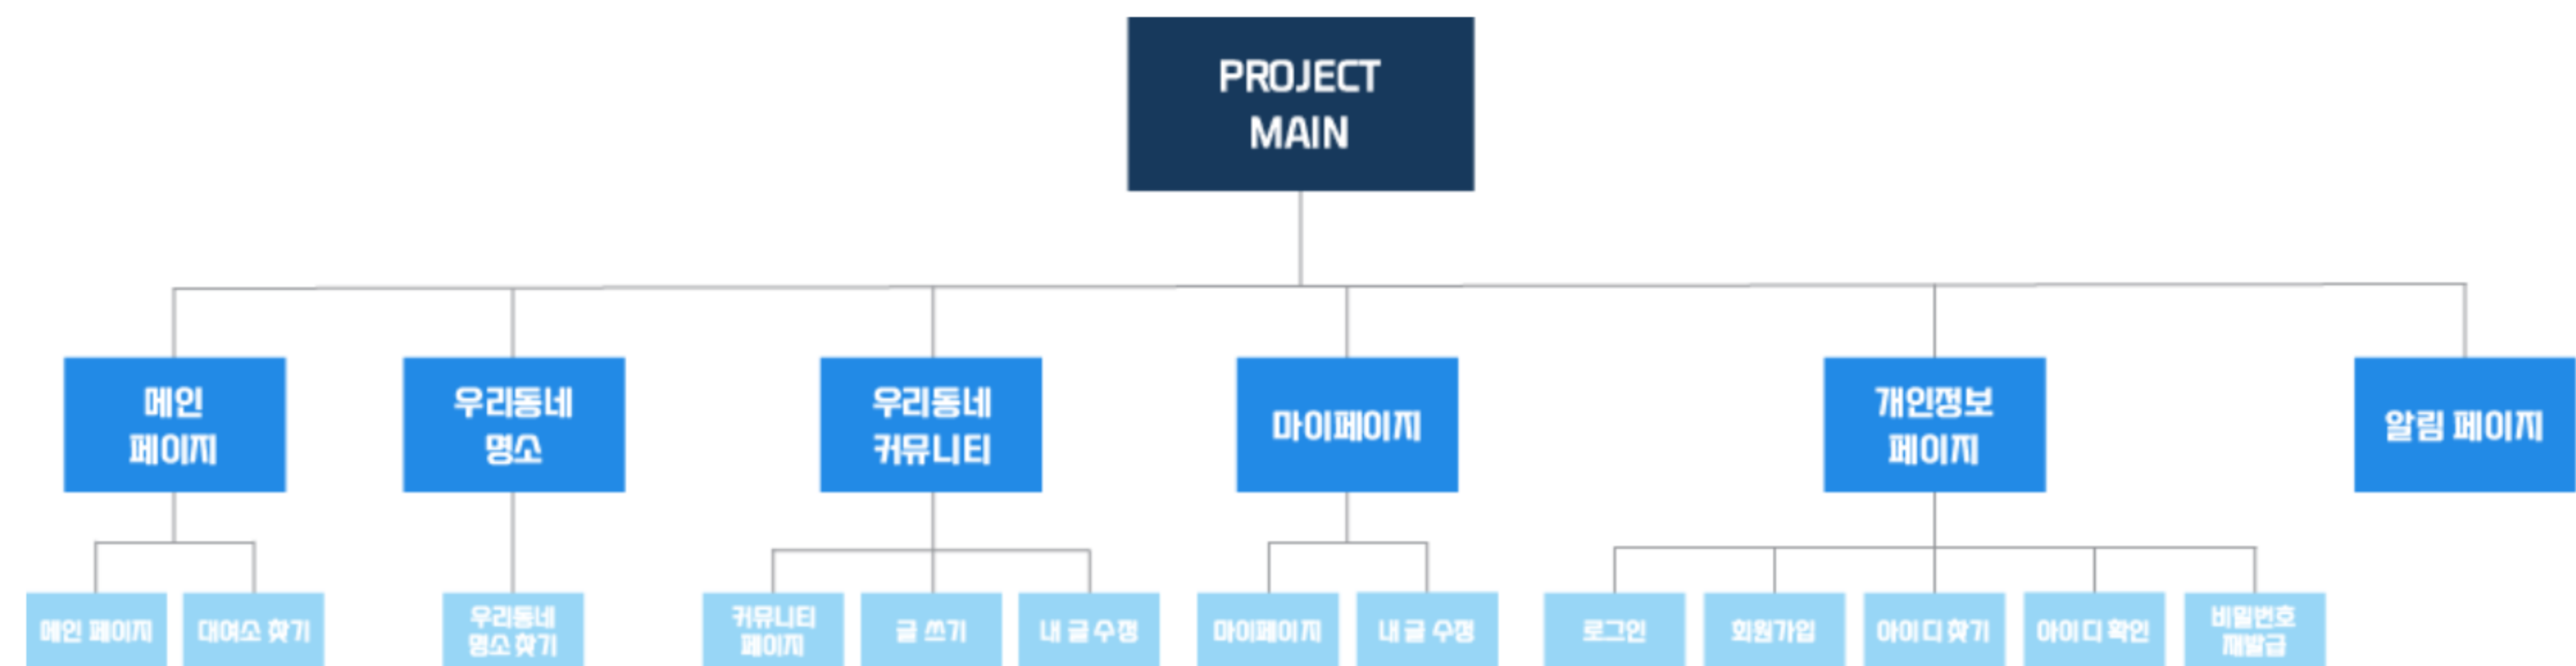 PROJECT
MAIN
메인
페이지
우리동네
명소
우리동네
커뮤니티
마이페이지
개인정보
페이지
알림 페이지
메인 페이지
대여소 찾기
우리동네
명소 찾기
커뮤니티
페이지
글 쓰기
내 글 수정
마이페이지
내 글 수정
로그인
회원가입
아이디 찾기
아이디 확인
비밀번호
재발급